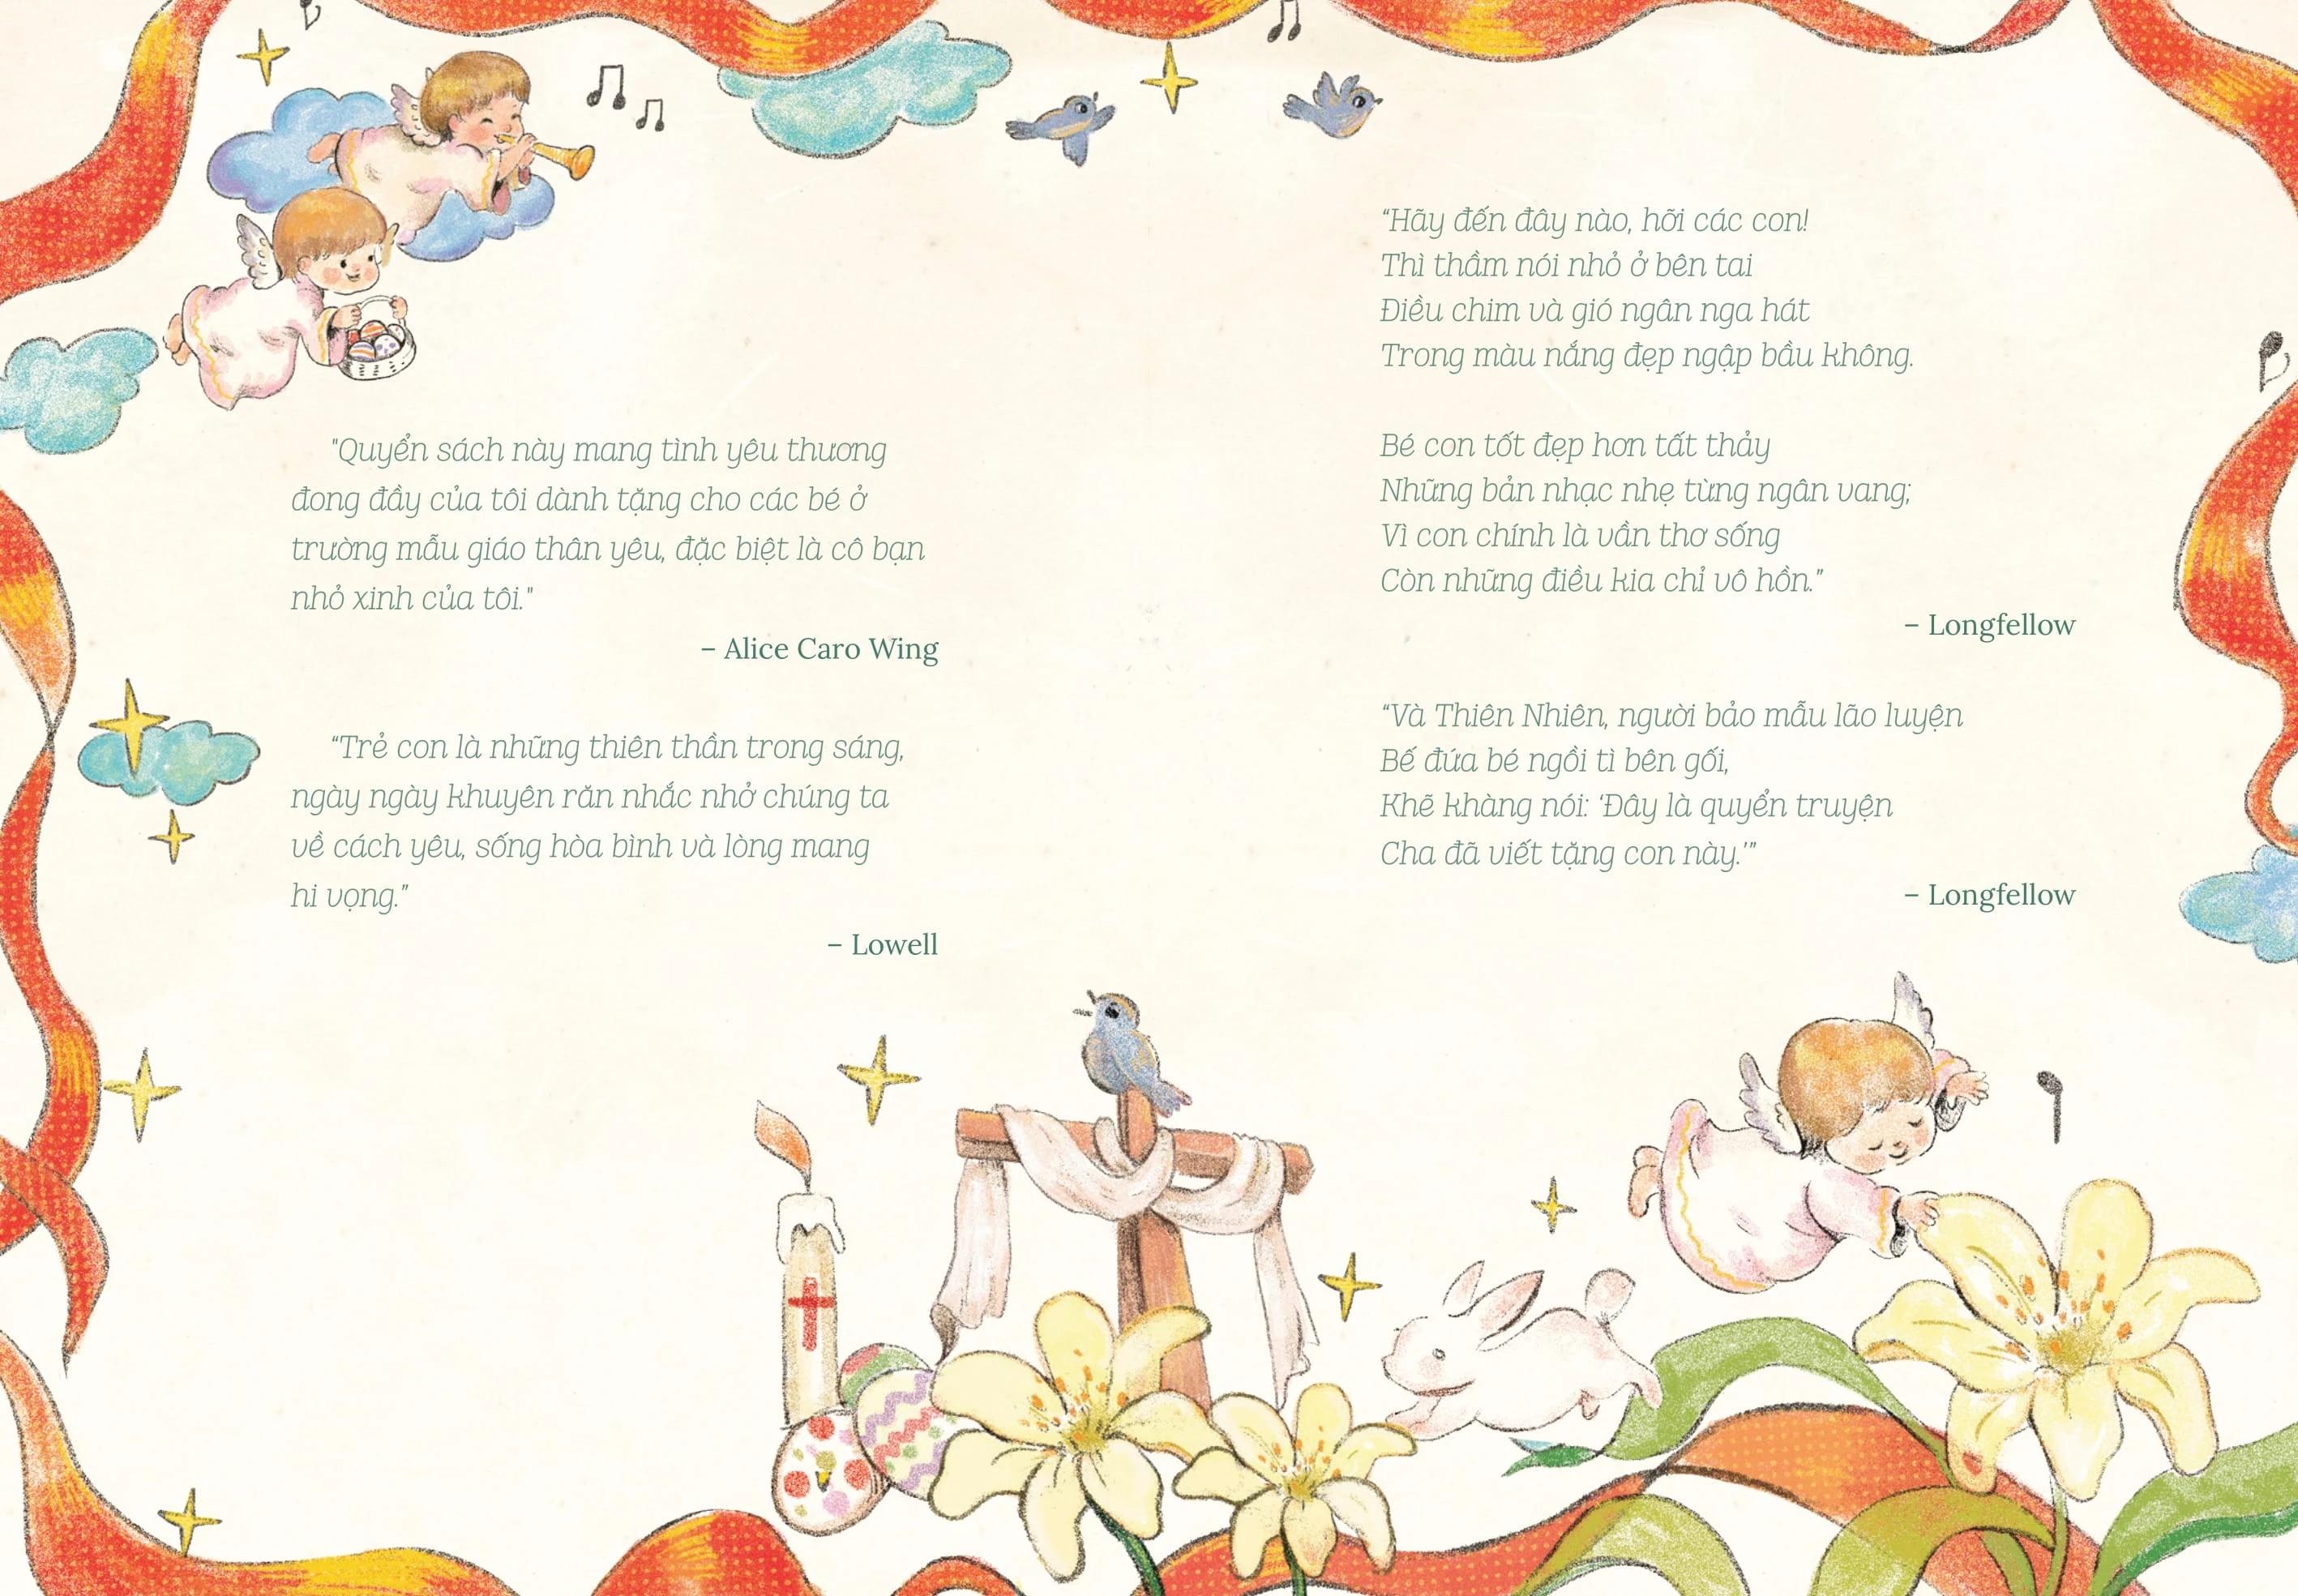 "Quyển sách này mang tình yêu thương
đong đầy của tôi dành tặng cho các bé ở
trường mẫu giáo thân yêu, đặc biệt là cô bạn
nhỏ xinh của tôi."
– Alice Caro Wing
“Trẻ con là những thiên thần trong sáng,
ngày ngày khuyên răn nhắc nhở chúng ta
về cách yêu, sống hòa bình và lòng mang
hi vọng.”
– Lowell
“Hãy đến đây nào, hỡi các con!
Thì thầm nói nhỏ ở bên tai
Điều chim và gió ngân nga hát
Trong màu nắng đẹp ngập bầu không.
Bé con tốt đẹp hơn tất thảy
Những bản nhạc nhẹ từng ngân vang;
Vì con chính là vần thơ sống
Còn những điều kia chỉ vô hồn.”
– Longfellow
“Và Thiên Nhiên, người bảo mẫu lão luyện
Bế đứa bé ngồi tì bên gối,
Khẽ khàng nói: ‘Đây là quyển truyện
Cha đã viết tặng con này.’”
– Longfellow